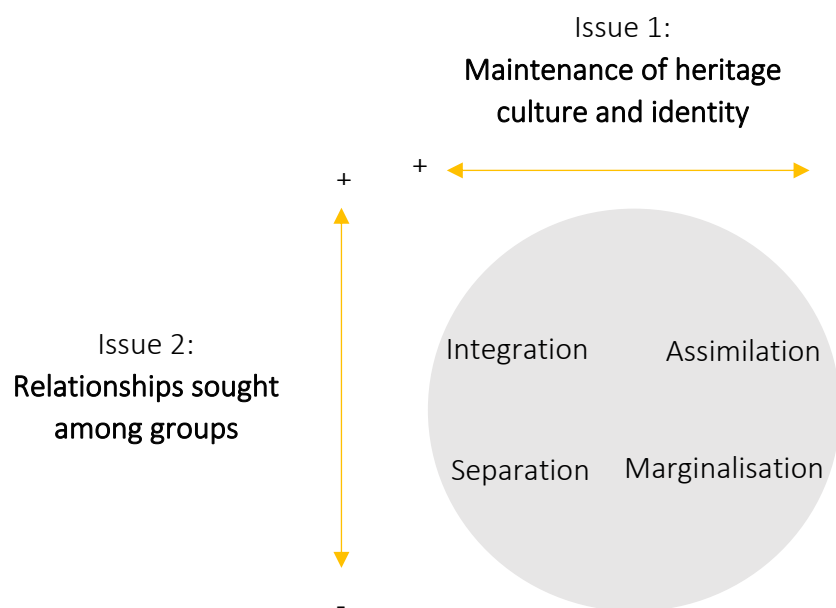 Issue 1:
Maintenance of heritage
culture and identity
+
+
Issue 2:
Relationships sought
among groups
Integration
Assimilation
Separation
Marginalisation
-